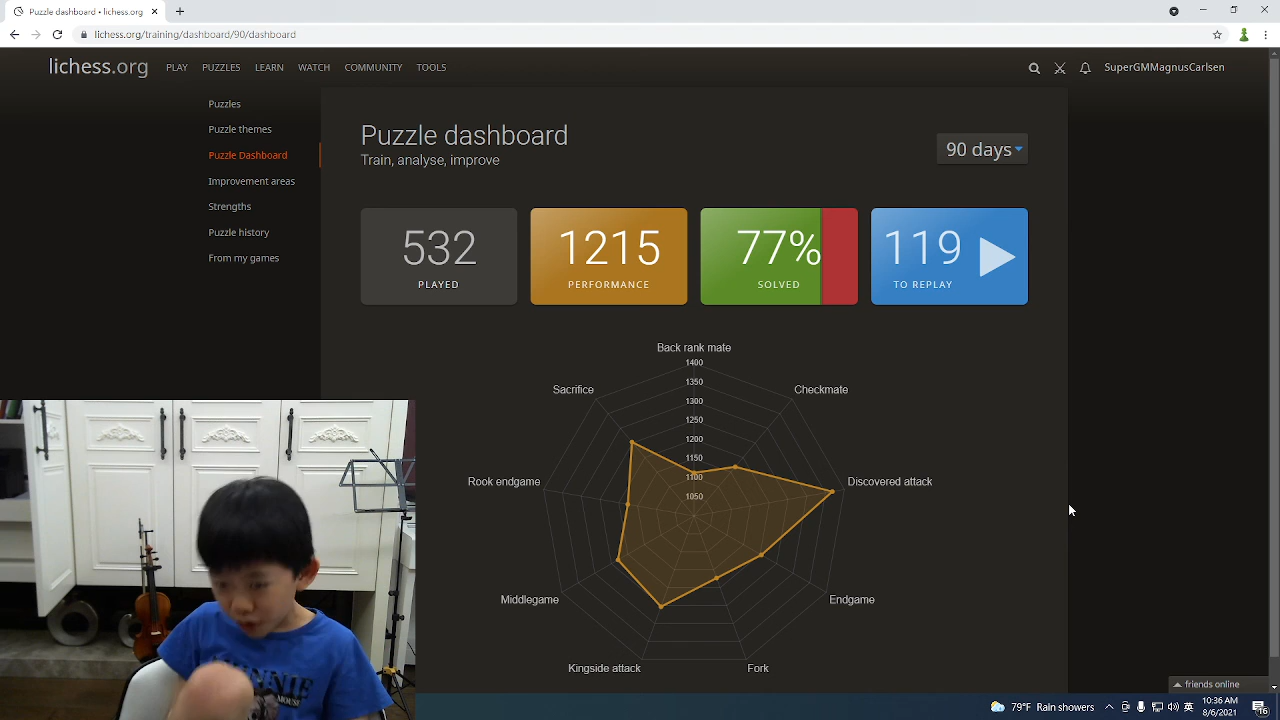 Puzzle dashboard • lichess.org
lichess.org/training/dashboard/90/dashboard
lichess.org PLAY PUZZLES LEARN WATCH COMMUNITY TOOLS SuperGMMagnusCarlsen
Puzzles
Puzzle themes
Puzzle Dashboard
Improvement areas
Strengths
Puzzle history
From my games
Puzzle dashboard
Train, analyse, improve
90 days
532
PLAYED
1215
PERFORMANCE
77%
SOLVED
119
TO REPLAY
Back rank mate
Checkmate
Discovered attack
Endgame
Fork
Kingside attack
Middlegame
Rook endgame
Sacrifice
1400
1350
1300
1250
1200
1150
1100
1050
MOUSE
friends online
79°F Rain showers
英
10:36 AM
8/6/2021